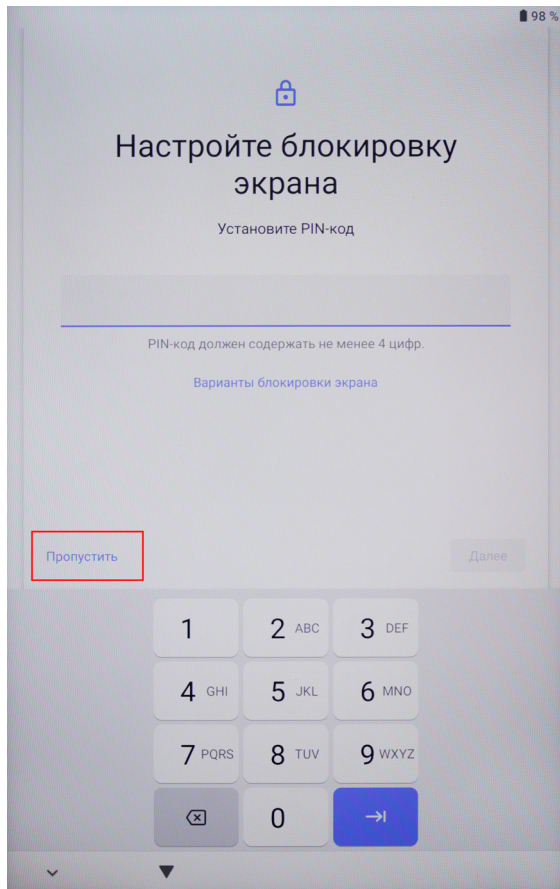 98 %
Настройте блокировку
экрана
Установите PIN-код
PIN-код должен содержать не менее 4 цифр.
Варианты блокировки экрана
Пропустить
Далее
1
2 ABC
3 DEF
4 GHI
5 JKL
6 MNO
7 PQRS
8 TUV
9 WXYZ
0